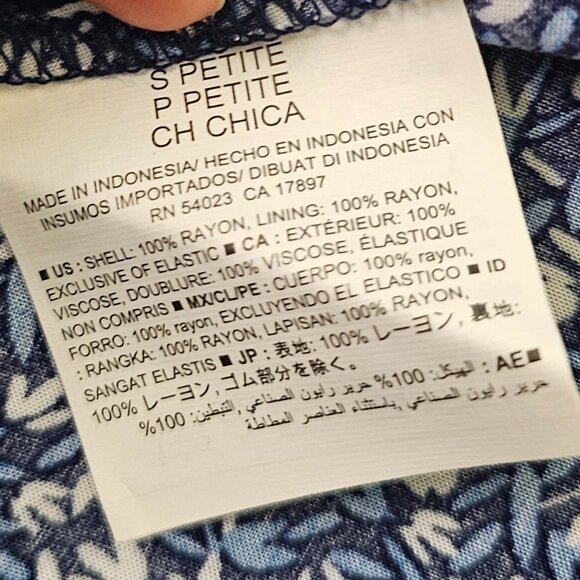 S PETITE
P PETITE
CH CHICA
MADE IN INDONESIA/ HECHO EN INDONESIA CON
INSUMOS IMPORTADOS/ DIBUAT DI INDONESIA
RN 54023 CA 17897
■ US : SHELL: 100% RAYON, LINING: 100% RAYON,
EXCLUSIVE OF ELASTIC ■ CA : EXTÉRIEUR: 100%
VISCOSE, DOUBLURE: 100% VISCOSE, ÉLASTIQUE
NON COMPRIS ■ MX/CL/PE : CUERPO: 100% rayon,
FORRO: 100% rayon, EXCLUYENDO EL ELASTICO ■ ID
: RANGKA: 100% RAYON, LAPISAN: 100% RAYON,
SANGAT ELASTIS ■ JP : 表地: 100% レーヨン, 裏地:
100% レーヨン, ゴム部分を除く。
■ AE : الهيكل: 100% حرير رايون الصناعي, التبطين: 100%
حرير رايون الصناعي, باستثناء العناصر المطاطة